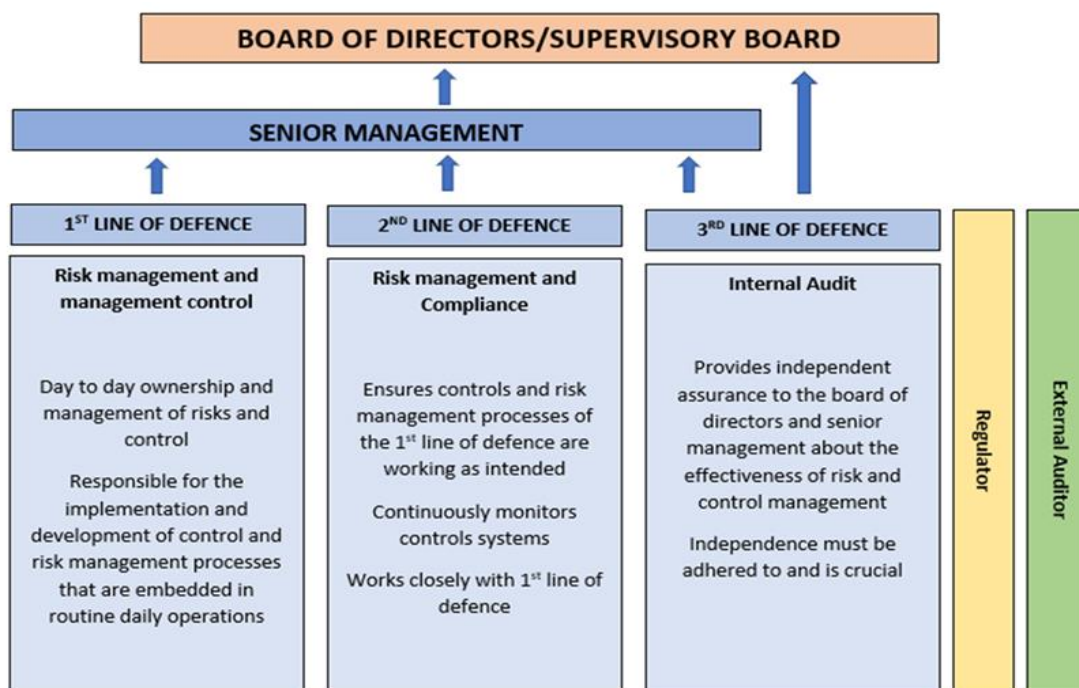 BOARD OF DIRECTORS/SUPERVISORY BOARD
SENIOR MANAGEMENT
1ST LINE OF DEFENCE
Risk management and
management control
Day to day ownership and
management of risks and
control
Responsible for the
implementation and
development of control and
risk management processes
that are embedded in
routine daily operations
2ND LINE OF DEFENCE
Risk management and
Compliance
Ensures controls and risk
management processes of
the 1st line of defence are
working as intended
Continuously monitors
controls systems
Works closely with 1st line of
defence
3RD LINE OF DEFENCE
Internal Audit
Provides independent
assurance to the board of
directors and senior
management about the
effectiveness of risk and
control management
Independence must be
adhered to and is crucial
Regulator
External Auditor